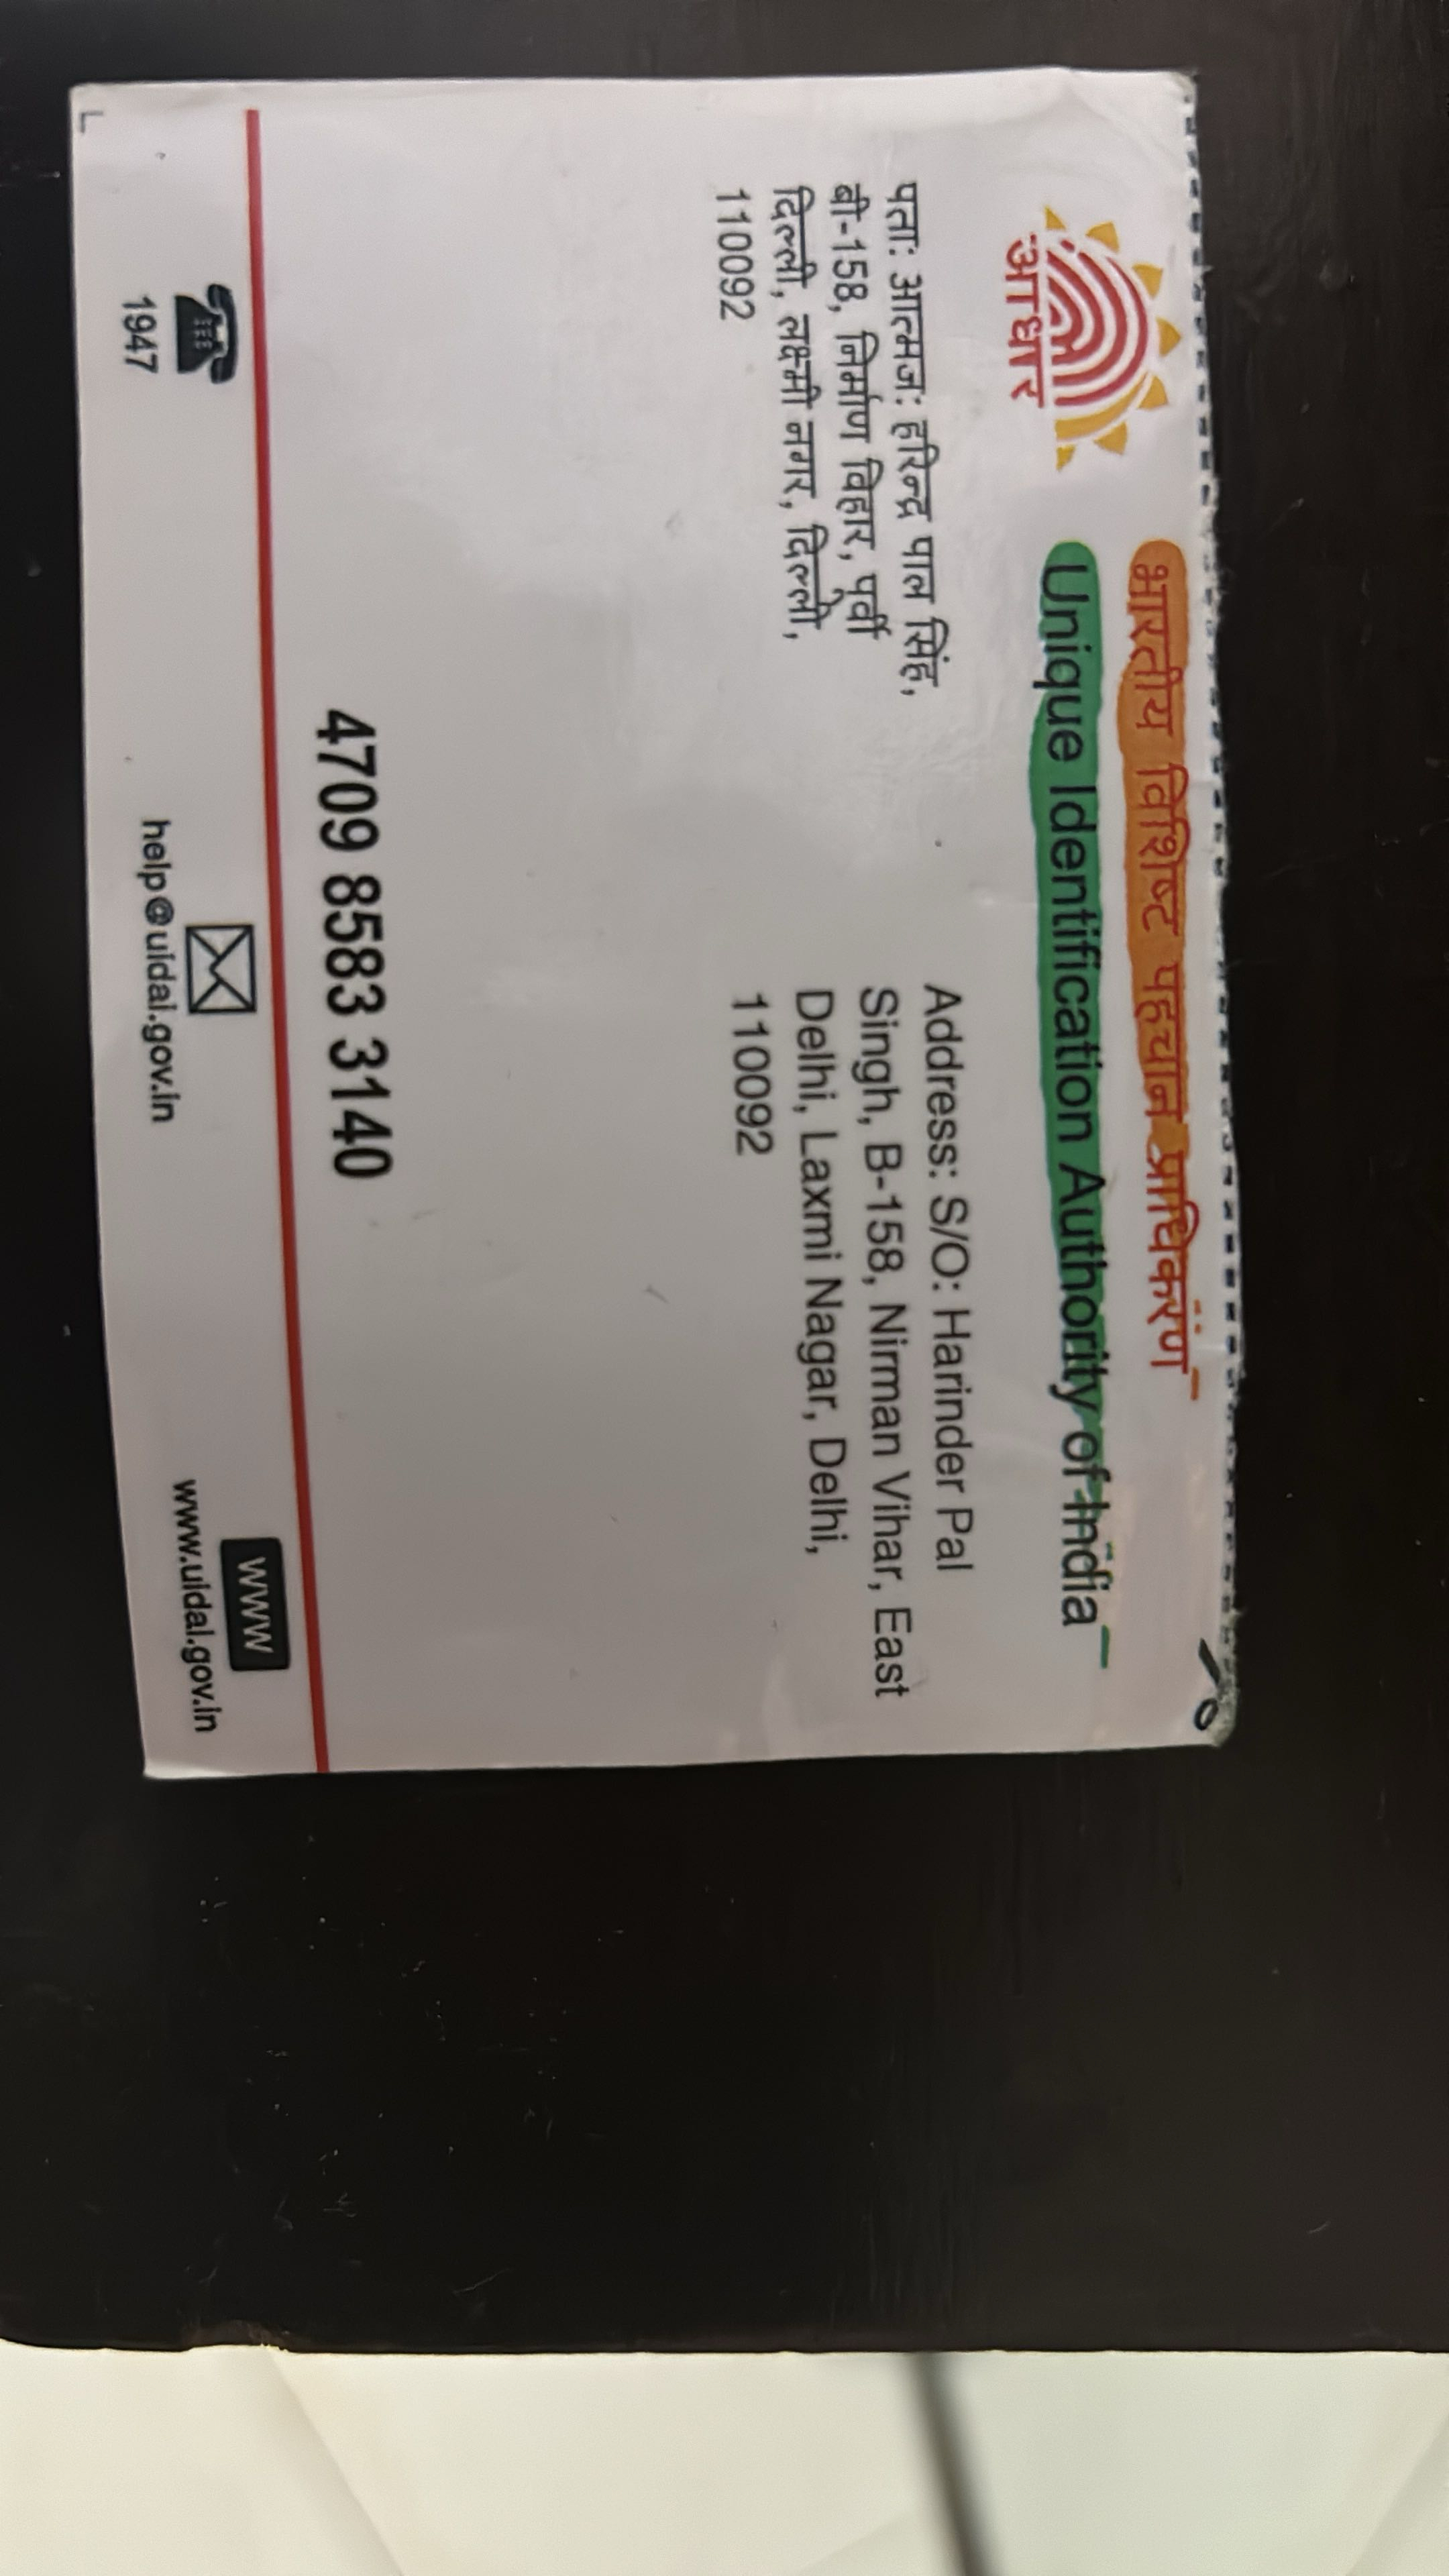 आधार
भारतीय विशिष्ट पहचान प्राधिकरण
Unique Identification Authority of India
पताः आत्मजः हरिन्द्र पाल सिंह,
बी-158, निर्माण विहार, पूर्वी
दिल्ली, लक्ष्मी नगर, दिल्ली,
110092
Address: S/O: Harinder Pal
Singh, B-158, Nirman Vihar, East
Delhi, Laxmi Nagar, Delhi,
110092
4709 8583 3140
1947
help@uidai.gov.in
WWW
www.uidai.gov.in